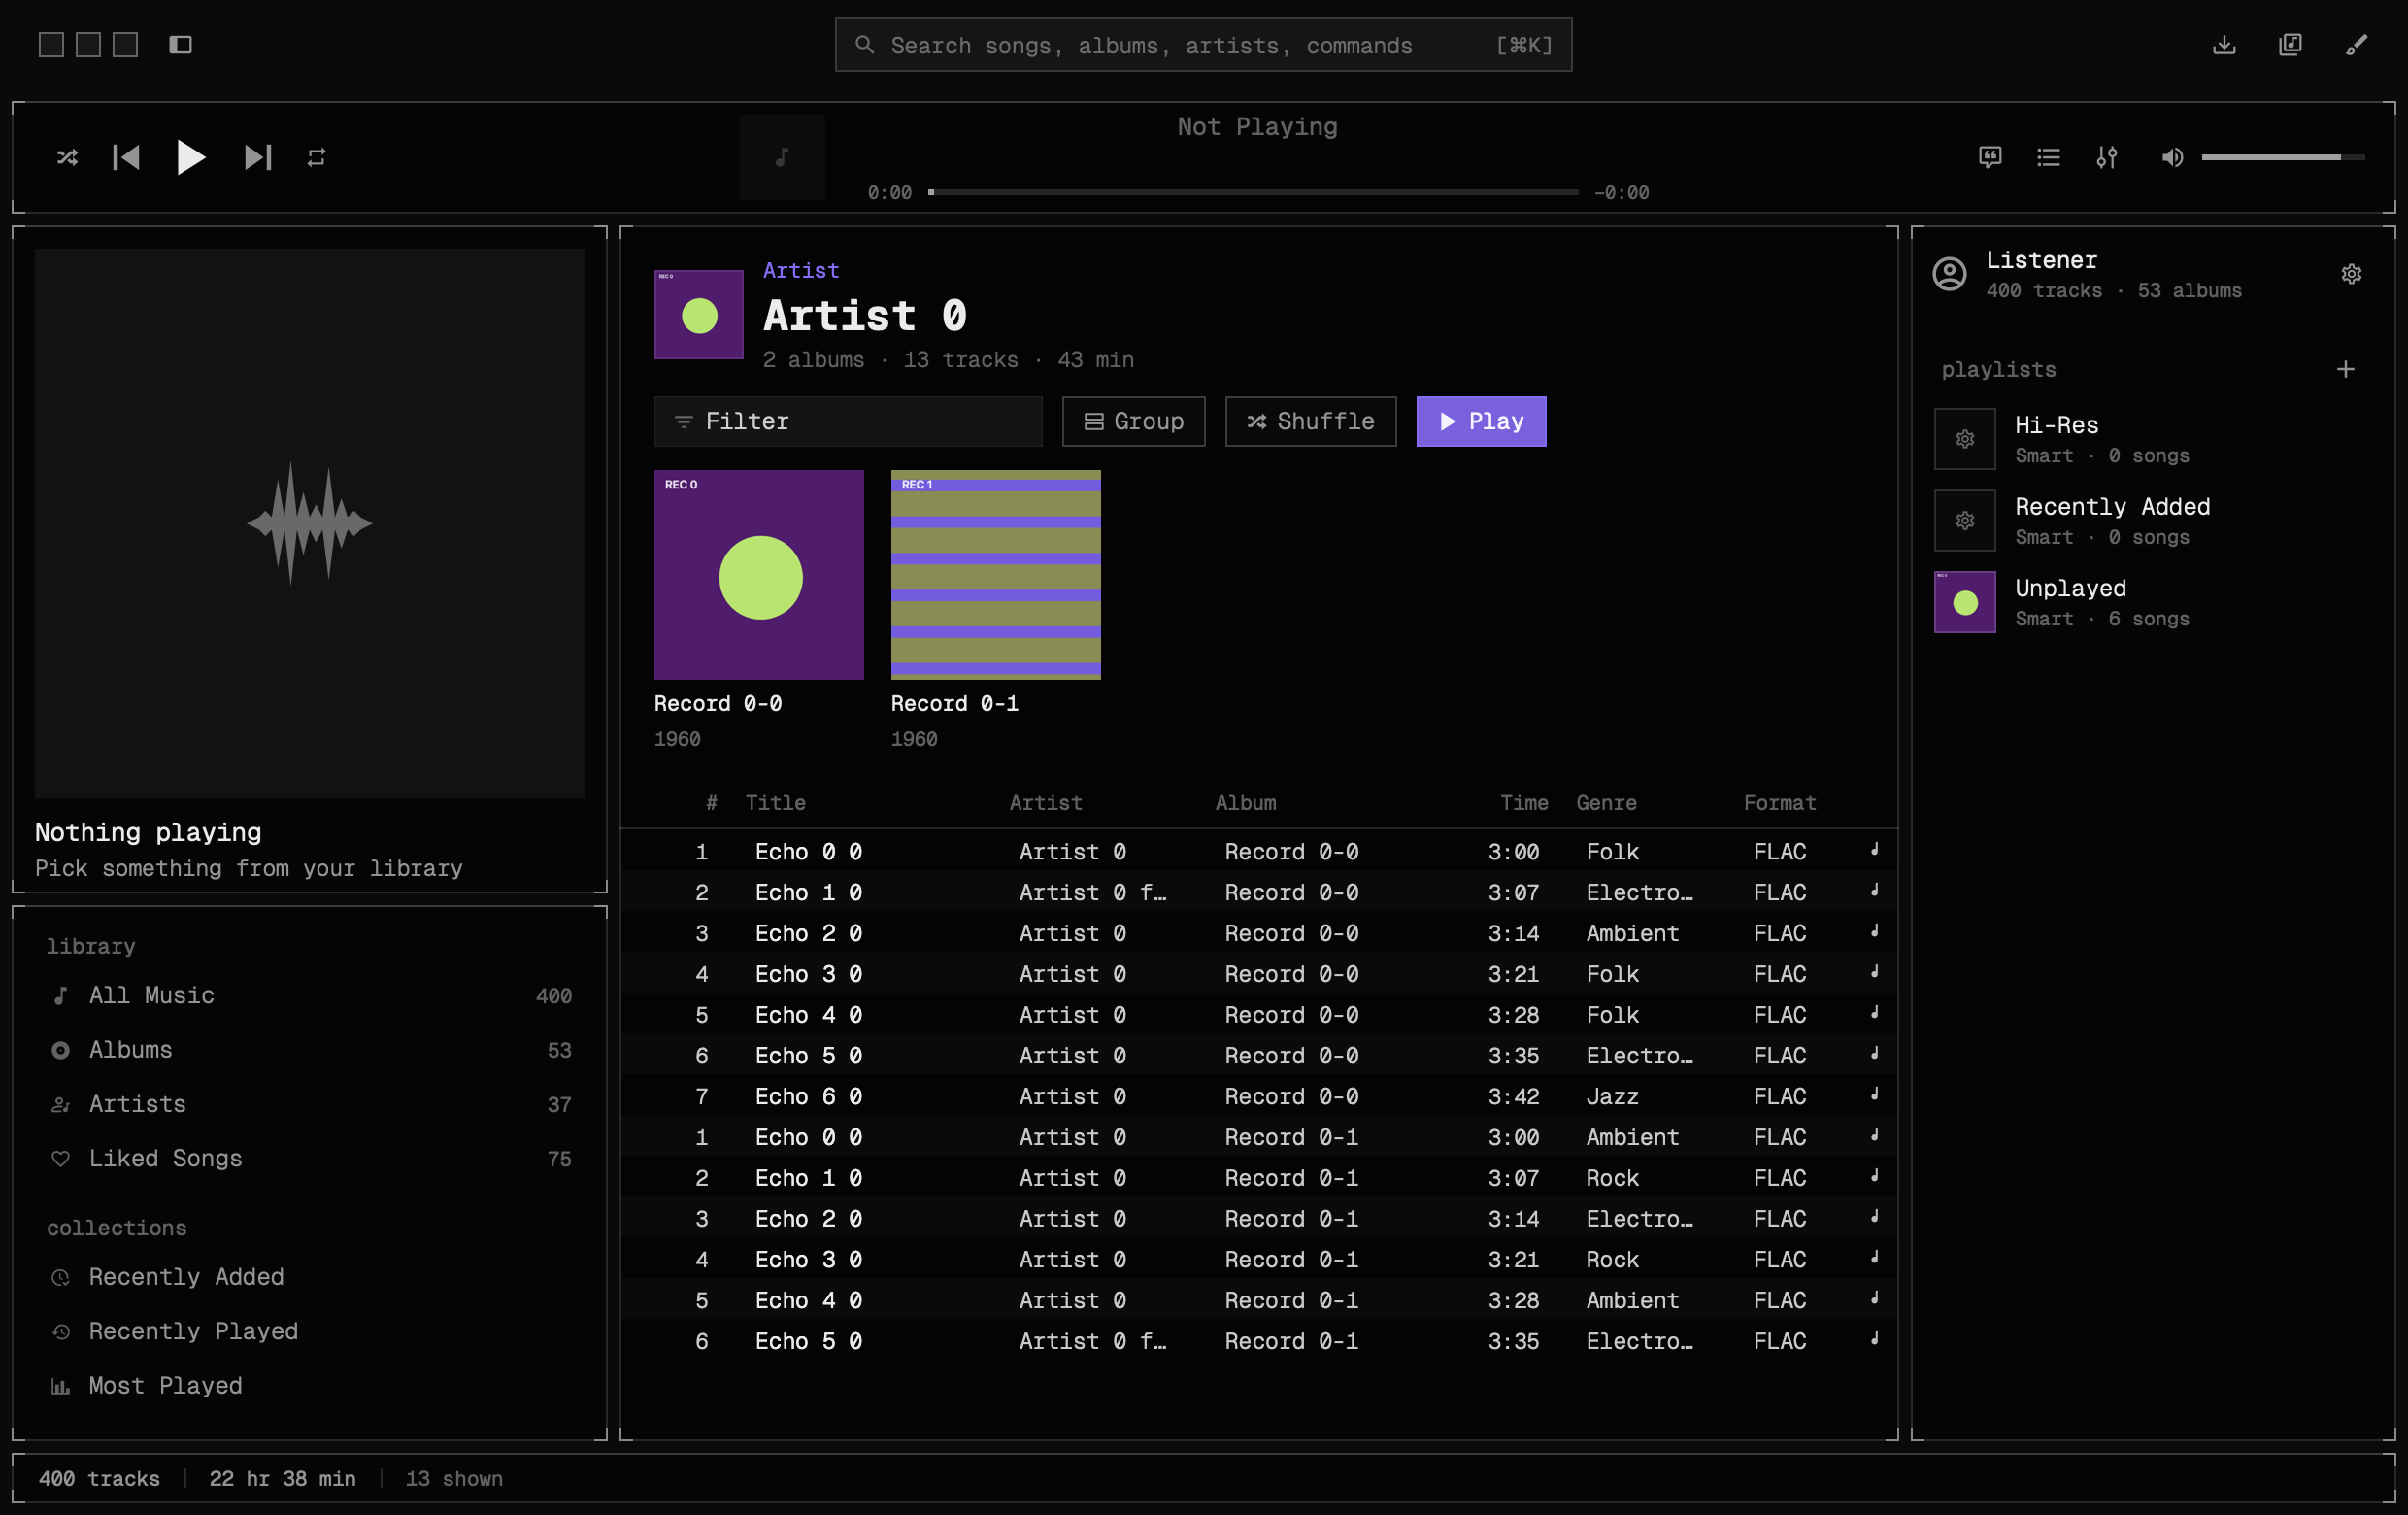 Search songs, albums, artists, commands [⌘K]
Not Playing
0:00 -0:00
Nothing playing
Pick something from your library
library
All Music 400
Albums 53
Artists 37
Liked Songs 75
collections
Recently Added
Recently Played
Most Played
REC 0
Artist
Artist 0
2 albums · 13 tracks · 43 min
Filter Group Shuffle Play
REC 0 REC 1
Record 0-0 Record 0-1
1960 1960
# Title Artist Album Time Genre Format
1 Echo 0 0 Artist 0 Record 0-0 3:00 Folk FLAC
2 Echo 1 0 Artist 0 f… Record 0-0 3:07 Electro… FLAC
3 Echo 2 0 Artist 0 Record 0-0 3:14 Ambient FLAC
4 Echo 3 0 Artist 0 Record 0-0 3:21 Folk FLAC
5 Echo 4 0 Artist 0 Record 0-0 3:28 Folk FLAC
6 Echo 5 0 Artist 0 Record 0-0 3:35 Electro… FLAC
7 Echo 6 0 Artist 0 Record 0-0 3:42 Jazz FLAC
1 Echo 0 0 Artist 0 Record 0-1 3:00 Ambient FLAC
2 Echo 1 0 Artist 0 Record 0-1 3:07 Rock FLAC
3 Echo 2 0 Artist 0 Record 0-1 3:14 Electro… FLAC
4 Echo 3 0 Artist 0 Record 0-1 3:21 Rock FLAC
5 Echo 4 0 Artist 0 Record 0-1 3:28 Ambient FLAC
6 Echo 5 0 Artist 0 f… Record 0-1 3:35 Electro… FLAC
Listener
400 tracks · 53 albums
playlists
Hi-Res
Smart · 0 songs
Recently Added
Smart · 0 songs
Unplayed
Smart · 6 songs
400 tracks 22 hr 38 min 13 shown